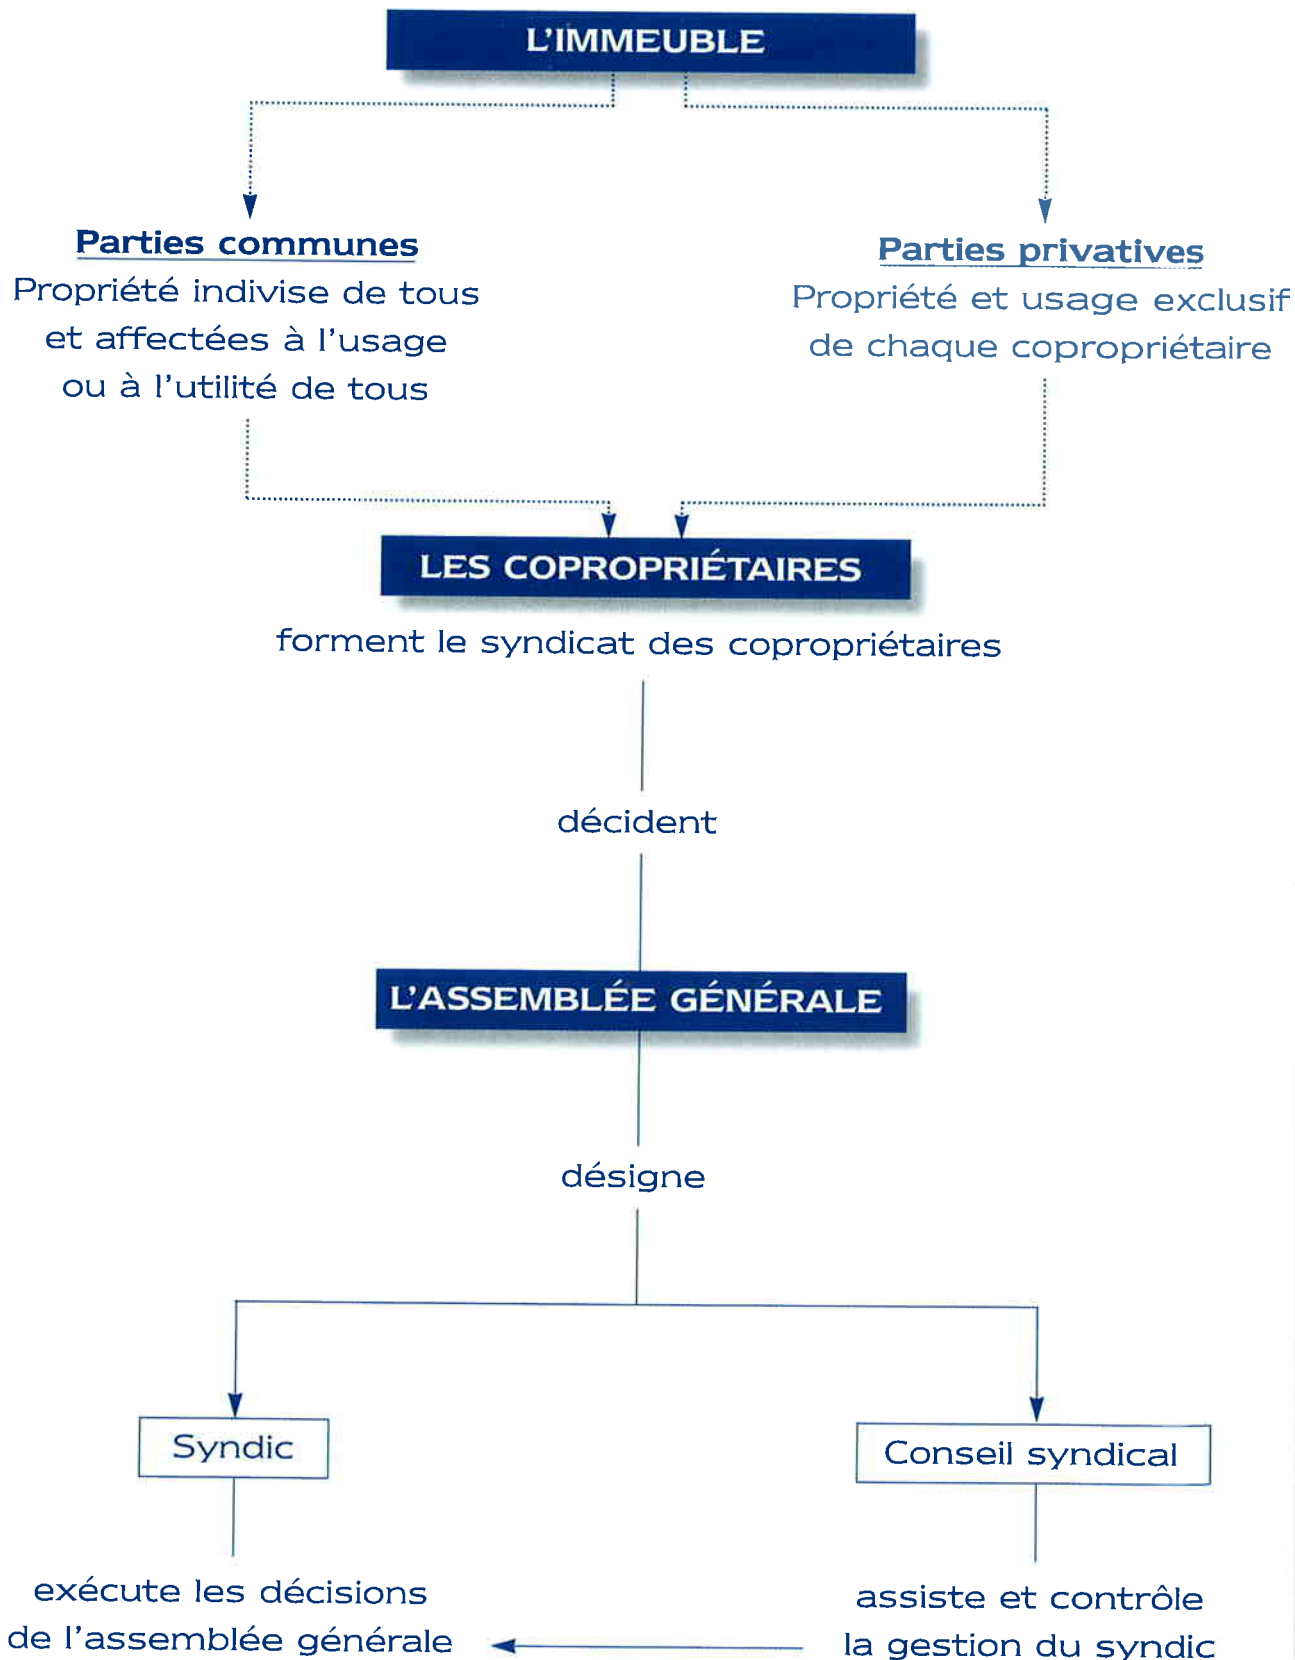 L'IMMEUBLE
Parties communes
Propriété indivise de tous
et affectées à l'usage
ou à l'utilité de tous
Parties privatives
Propriété et usage exclusif
de chaque copropriétaire
LES COPROPRIÉTAIRES
forment le syndicat des copropriétaires
décident
L'ASSEMBLÉE GÉNÉRALE
désigne
Syndic
exécute les décisions
de l'assemblée générale
Conseil syndical
assiste et contrôle
la gestion du syndic